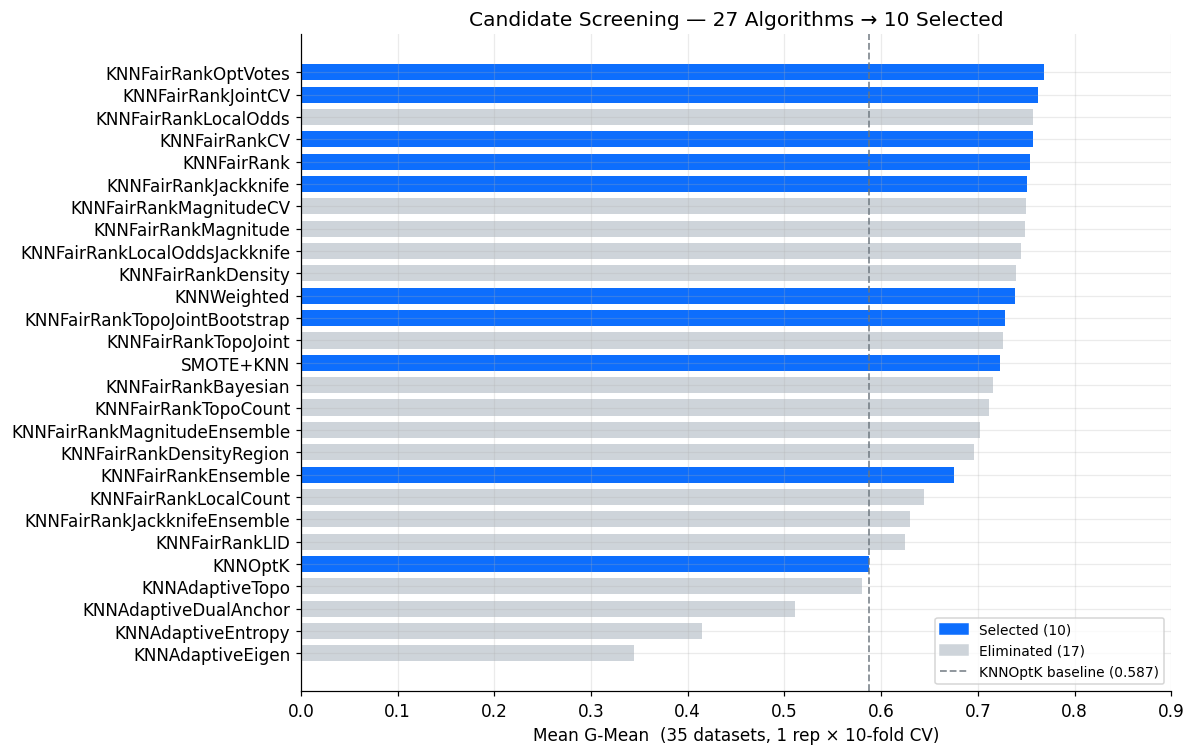 Candidate Screening — 27 Algorithms → 10 Selected
KNNFairRankOptVotes
KNNFairRankJointCV
KNNFairRankLocalOdds
KNNFairRankCV
KNNFairRank
KNNFairRankJackknife
KNNFairRankMagnitudeCV
KNNFairRankMagnitude
KNNFairRankLocalOddsJackknife
KNNFairRankDensity
KNNWeighted
KNNFairRankTopoJointBootstrap
KNNFairRankTopoJoint
SMOTE+KNN
KNNFairRankBayesian
KNNFairRankTopoCount
KNNFairRankMagnitudeEnsemble
KNNFairRankDensityRegion
KNNFairRankEnsemble
KNNFairRankLocalCount
KNNFairRankJackknifeEnsemble
KNNFairRankLID
KNNOptK
KNNAdaptiveTopo
KNNAdaptiveDualAnchor
KNNAdaptiveEntropy
KNNAdaptiveEigen
Selected (10)
Eliminated (17)
KNNOptK baseline (0.587)
0.0 0.1 0.2 0.3 0.4 0.5 0.6 0.7 0.8 0.9
Mean G-Mean (35 datasets, 1 rep × 10-fold CV)